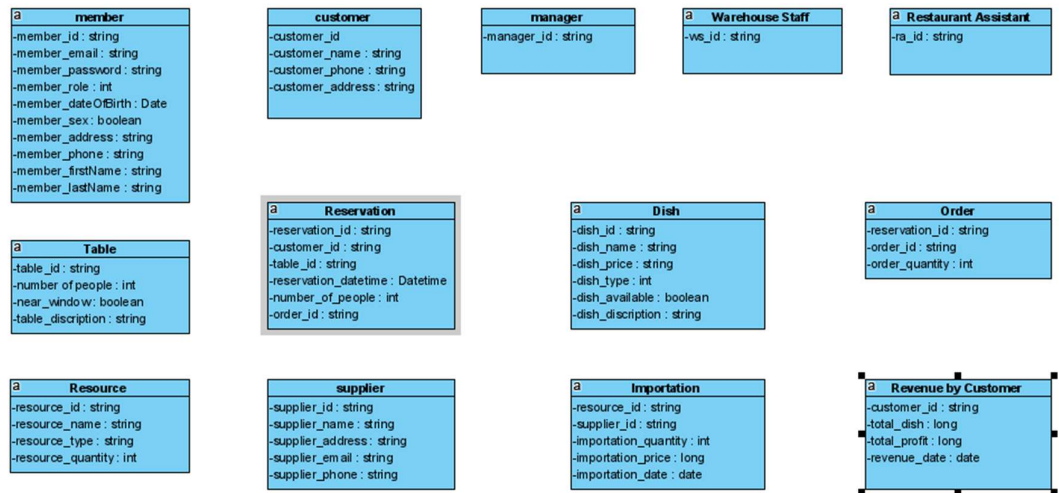 a member
-member_id : string
-member_email : string
-member_password : string
-member_role : int
-member_dateOfBirth : Date
-member_sex : boolean
-member_address : string
-member_phone : string
-member_firstName : string
-member_lastName : string
customer
-customer_id
-customer_name : string
-customer_phone : string
-customer_address : string
manager
-manager_id : string
a Warehouse Staff
-ws_id : string
a Restaurant Assistant
-ra_id : string
a Table
-table_id : string
-number of people : int
-near_window : boolean
-table_discription : string
a Reservation
-reservation_id : string
-customer_id : string
-table_id : string
-reservation_datetime : Datetime
-number_of_people : int
-order_id : string
a Dish
-dish_id : string
-dish_name : string
-dish_price : string
-dish_type : int
-dish_available : boolean
-dish_discription : string
a Order
-reservation_id : string
-order_id : string
-order_quantity : int
a Resource
-resource_id : string
-resource_name : string
-resource_type : string
-resource_quantity : int
supplier
-supplier_id : string
-supplier_name : string
-supplier_address : string
-supplier_email : string
-supplier_phone : string
a Importation
-resource_id : string
-supplier_id : string
-importation_quantity : int
-importation_price : long
-importation_date : date
a Revenue by Customer
-customer_id : string
-total_dish : long
-total_profit : long
-revenue_date : date